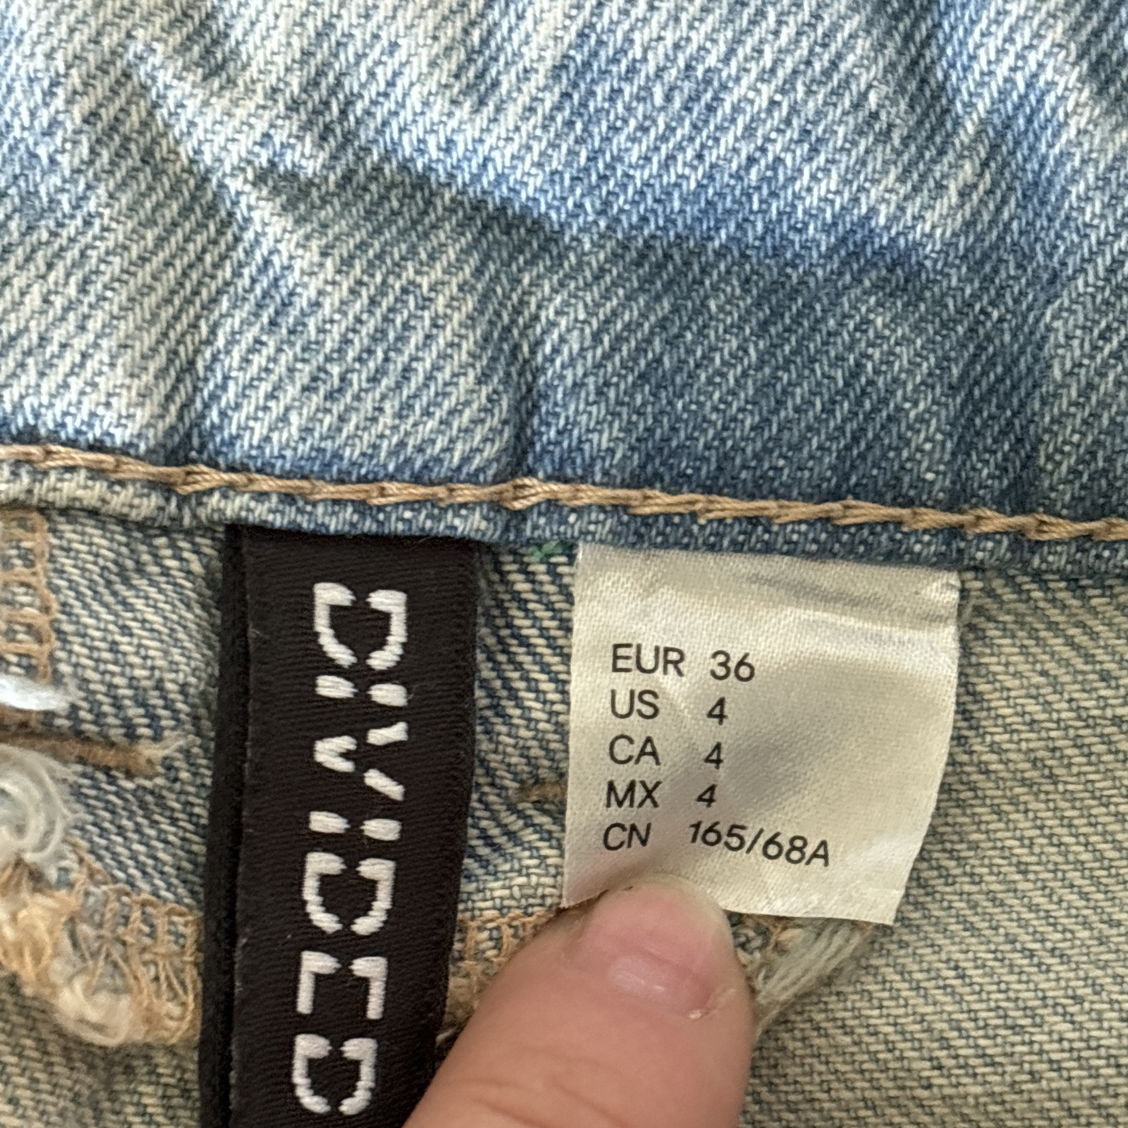 DIVIDED
EUR 36
US 4
CA 4
MX 4
CN 165/68A